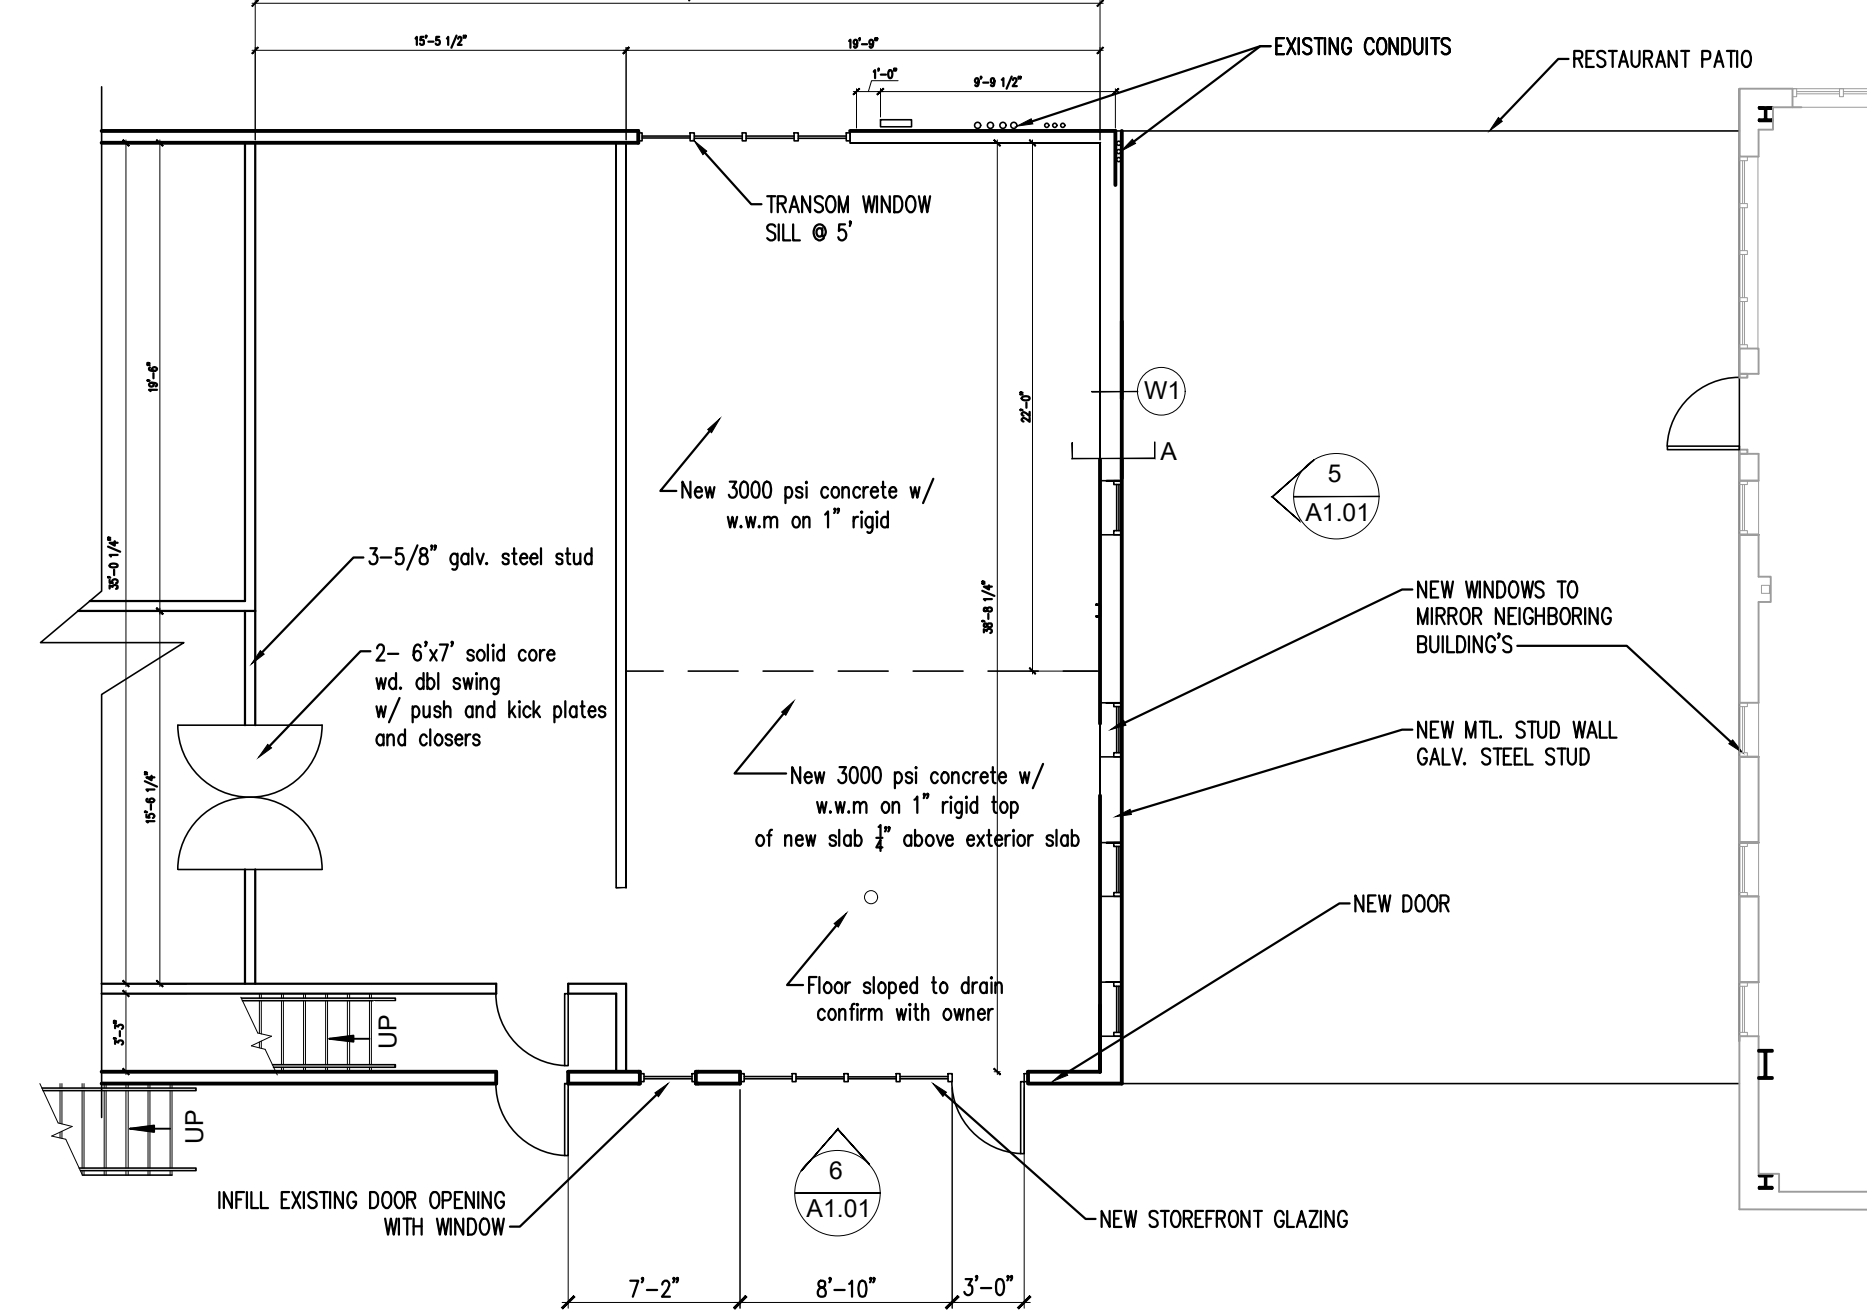 15'-5 1/2"
19'-9"
1'-0"
9'-9 1/2"
EXISTING CONDUITS
RESTAURANT PATIO
TRANSOM WINDOW
SILL @ 5'
19'-6"
22'-0"
W1
A
5
A1.01
New 3000 psi concrete w/
w.w.m on 1" rigid
35'-0 1/4"
3-5/8" galv. steel stud
38'-8 1/4"
NEW WINDOWS TO
MIRROR NEIGHBORING
BUILDING'S
2- 6'x7' solid core
wd. dbl swing
w/ push and kick plates
and closers
NEW MTL. STUD WALL
GALV. STEEL STUD
15'-6 1/4"
New 3000 psi concrete w/
w.w.m on 1" rigid top
of new slab 1/4" above exterior slab
NEW DOOR
Floor sloped to drain
confirm with owner
3'-3"
UP
UP
6
A1.01
INFILL EXISTING DOOR OPENING
WITH WINDOW
NEW STOREFRONT GLAZING
7'-2"
8'-10"
3'-0"